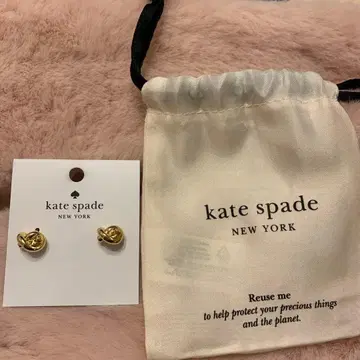 kate spade
NEW YORK
kate spade
NEW YORK
Reuse me
to help protect your precious things
and the planet.